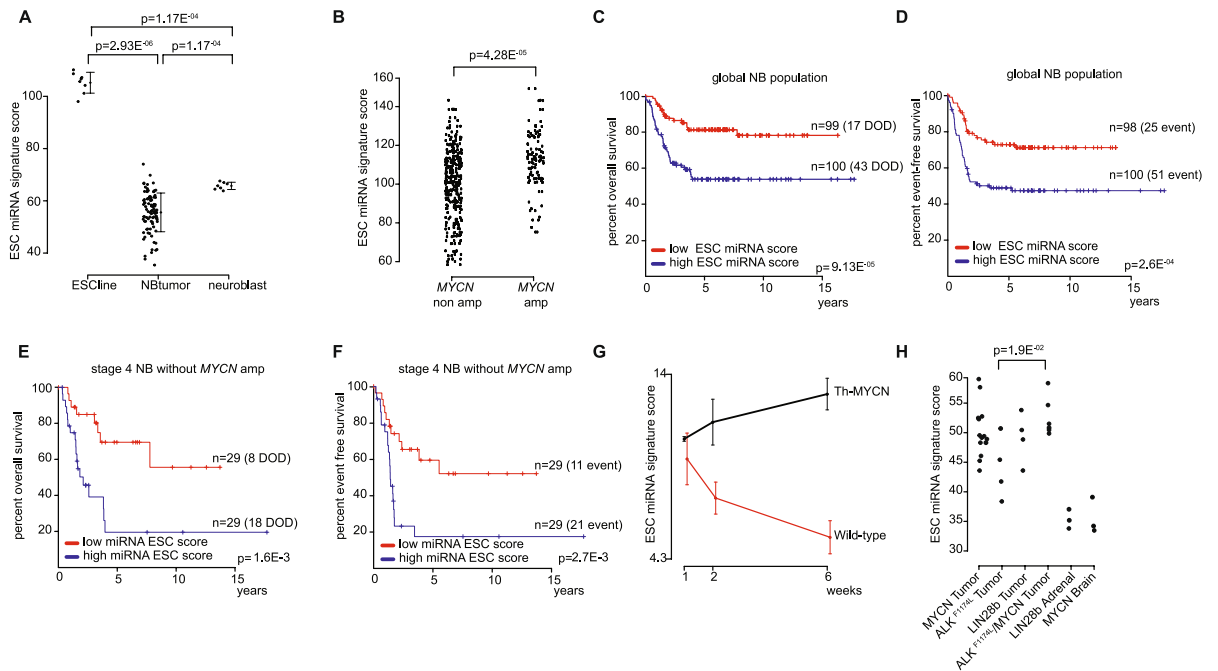 A
p=1.17E-04
p=2.93E-06
p=1.17-04
ESC miRNA signature score
100
80
60
40
ESCline
NBtumor
neuroblast
B
p=4.28E-05
ESC miRNA signature score
160
140
120
100
80
60
MYCN
non amp
MYCN
amp
C
global NB population
percent overall survival
100
80
60
40
20
n=99 (17 DOD)
n=100 (43 DOD)
low ESC miRNA score
high ESC miRNA score
p=9.13E-05
0
5
10
15
years
D
global NB population
percent event-free survival
100
80
60
40
20
n=98 (25 event)
n=100 (51 event)
low ESC miRNA score
high ESC miRNA score
p=2.6E-04
0
5
10
15
years
E
stage 4 NB without MYCN amp
percent overall survival
100
80
60
40
20
n=29 (8 DOD)
n=29 (18 DOD)
low miRNA ESC score
high miRNA ESC score
p=1.6E-3
0
5
10
15
years
F
stage 4 NB without MYCN amp
percent event free survival
100
80
60
40
20
n=29 (11 event)
n=29 (21 event)
low miRNA ESC score
high miRNA ESC score
p=2.7E-3
0
5
10
15
years
G
ESC miRNA signature score
14
4.3
Th-MYCN
Wild-type
1
2
6
weeks
H
p=1.9E-02
ESC miRNA signature score
60
55
50
45
40
35
30
MYCN Tumor
ALK F1174L Tumor
LIN28b Tumor
ALK F1174L/MYCN Tumor
LIN28b Adrenal
MYCN Brain